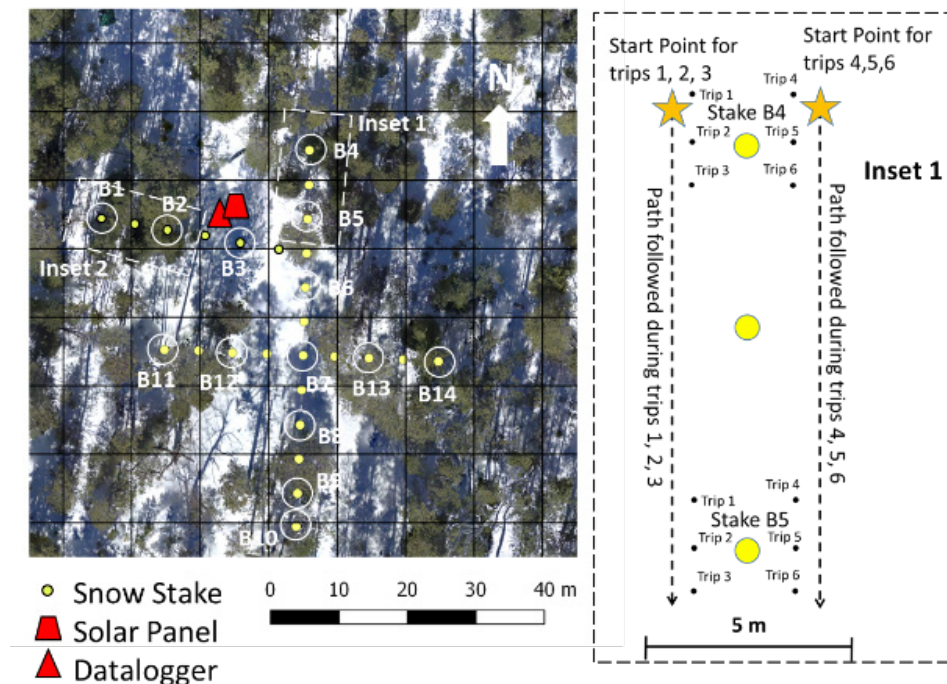 N
Inset 1
B4
B1
B2
B5
B3
Inset 2
B6
B11
B12
B7
B13
B14
B8
B9
B10
Snow Stake
Solar Panel
Datalogger
0 10 20 30 40 m
Start Point for
trips 1, 2, 3
Start Point for
trips 4,5,6
Trip 1
Trip 4
Stake B4
Trip 2
Trip 5
Trip 3
Trip 6
Inset 1
Path followed during trips 1, 2, 3
Path followed during trips 4, 5, 6
Trip 1
Trip 4
Stake B5
Trip 2
Trip 5
Trip 3
Trip 6
5 m